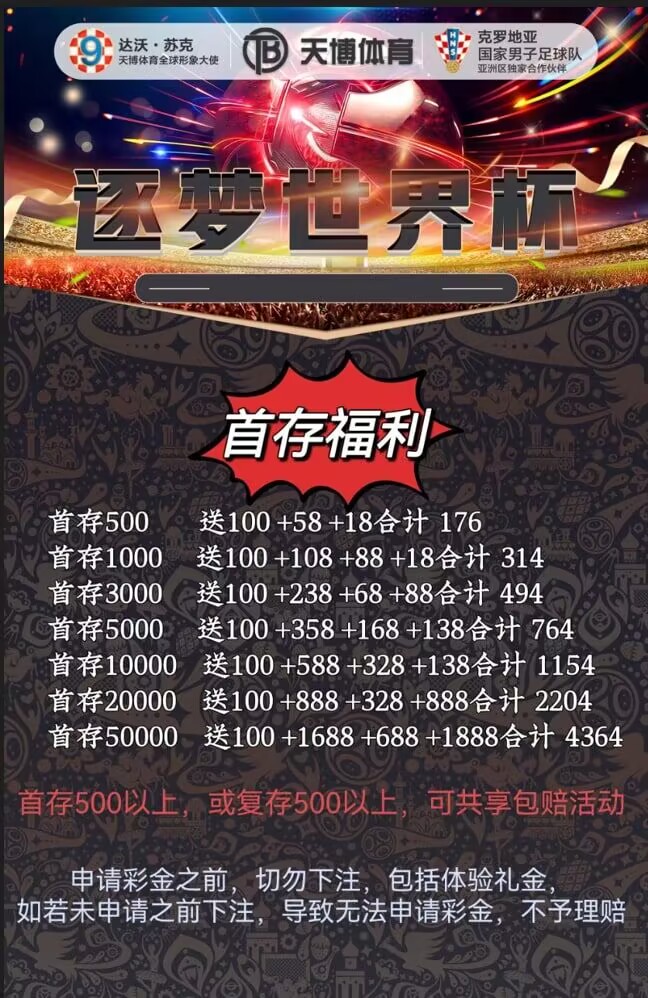 达沃·苏克
天博体育全球形象大使
天博体育
克罗地亚
国家男子足球队
亚洲区独家合作伙伴
9
TB
HNS
逐梦世界杯
首存福利
首存500 送100 +58 +18合计 176
首存1000 送100 +108 +88 +18合计 314
首存3000 送100 +238 +68 +88合计 494
首存5000 送100 +358 +168 +138合计 764
首存10000 送100 +588 +328 +138合计 1154
首存20000 送100 +888 +328 +888合计 2204
首存50000 送100 +1688 +688 +1888合计 4364
首存500以上，或复存500以上，可共享包赔活动
申请彩金之前，切勿下注，包括体验礼金，
如若未申请之前下注，导致无法申请彩金，不予理赔